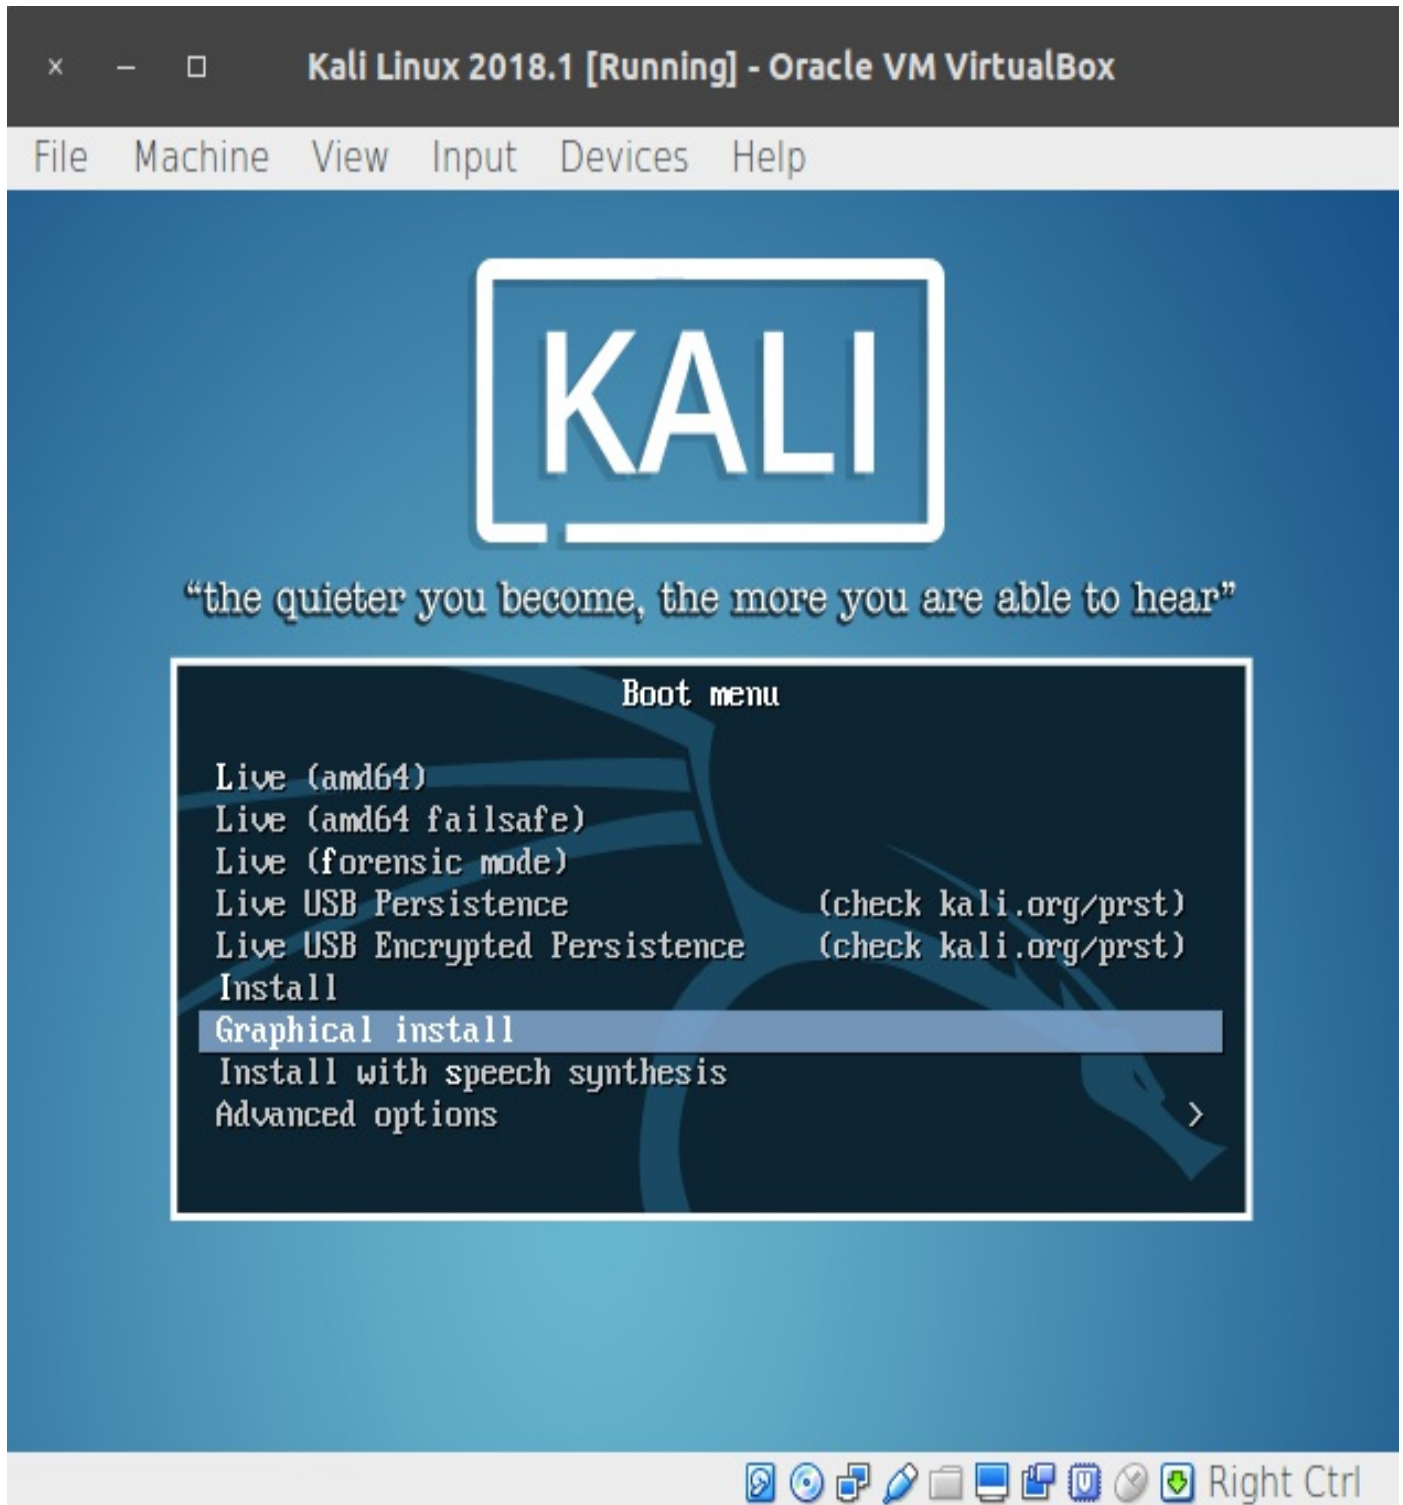 Kali Linux 2018.1 [Running] - Oracle VM VirtualBox
File Machine View Input Devices Help
KALI
“the quieter you become, the more you are able to hear”
Boot menu
Live (amd64)
Live (amd64 failsafe)
Live (forensic mode)
Live USB Persistence (check kali.org/prst)
Live USB Encrypted Persistence (check kali.org/prst)
Install
Graphical install
Install with speech synthesis
Advanced options >
Right Ctrl